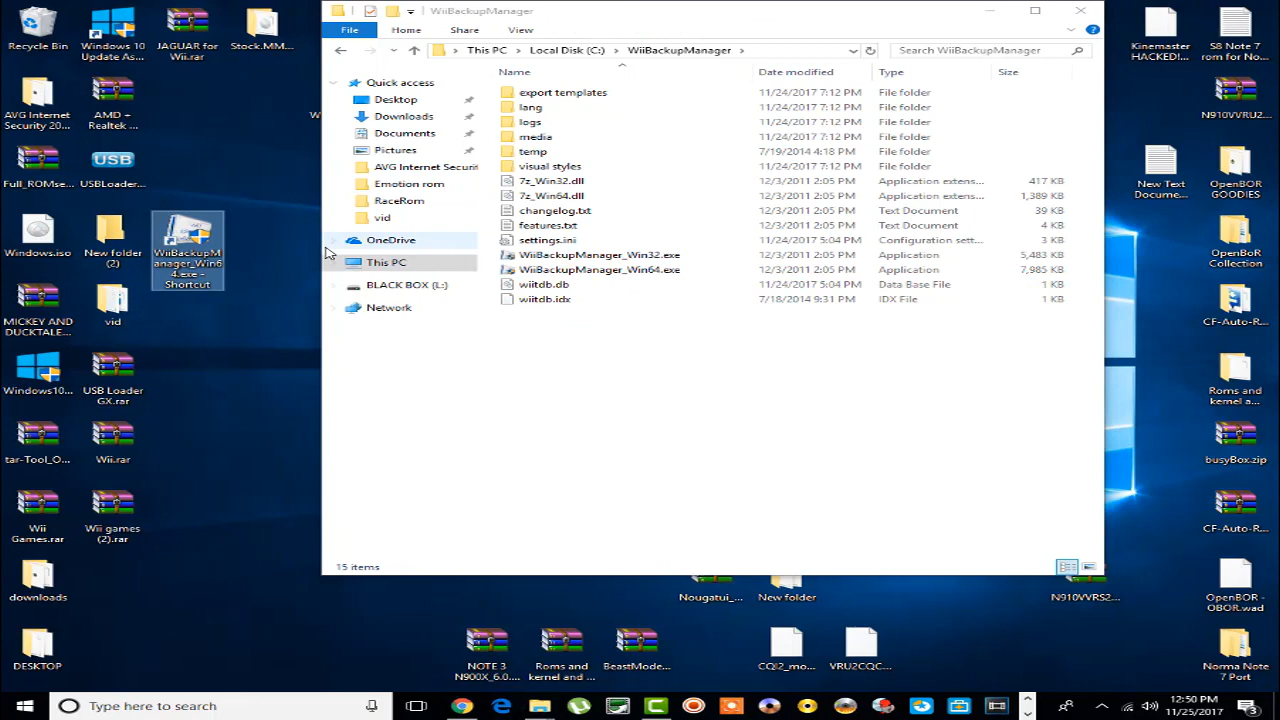 WiiBackupManager
File
Home
Share
View
This PC
Local Disk (C:)
WiiBackupManager
Search WiiBackupManager
Name
Date modified
Type
Size
Quick access
Desktop
Downloads
Documents
Pictures
AVG Internet Securi
Emotion rom
RaceRom
vid
OneDrive
This PC
BLACK BOX (L:)
Network
export templates 11/24/2017 7:12 PM File folder
lang 11/24/2017 7:12 PM File folder
logs 11/24/2017 7:12 PM File folder
media 11/24/2017 7:12 PM File folder
temp 7/19/2014 4:18 PM File folder
visual styles 11/24/2017 7:12 PM File folder
7z_Win32.dll 12/3/2011 2:05 PM Application extens... 417 KB
7z_Win64.dll 12/3/2011 2:05 PM Application extens... 1,389 KB
changelog.txt 12/3/2011 2:05 PM Text Document 39 KB
features.txt 12/3/2011 2:05 PM Text Document 4 KB
settings.ini 11/24/2017 5:04 PM Configuration sett... 3 KB
WiiBackupManager_Win32.exe 12/3/2011 2:05 PM Application 5,483 KB
WiiBackupManager_Win64.exe 12/3/2011 2:05 PM Application 7,985 KB
wiitdb.db 11/24/2017 5:04 PM Data Base File 1 KB
wiitdb.idx 7/18/2014 9:31 PM IDX File 1 KB
15 items
Recycle Bin
Windows 10
Update As...
JAGUAR for
Wii.rar
Stock.MM...
AVG Internet
Security 20...
AMD +
Realtek ...
W
Full_ROMse...
USB
USBLoader...
Windows.iso
New folder
(2)
WiiBackupM
anager_Win6
4.exe -
Shortcut
MICKEY AND
DUCKTALE...
vid
Windows10...
USB Loader
GX.rar
tar-Tool_O...
Wii.rar
Wii
Games.rar
Wii games
(2).rar
downloads
DESKTOP
Kinemaster
HACKED!...
S8 Note 7
rom for No...
N910VVRU2...
New Text
Documen...
OpenBOR
GOODIES
OpenBOR
Collection
CF-Auto-R...
Roms and
kernel a...
busyBox.zip
CF-Auto-R...
Nougatui_...
New folder
N910VVRS2...
OpenBOR -
OBOR.wad
NOTE 3
N900X_6.0....
Roms and
kernel and ...
BeastMode...
CQI2_mo...
VRU2CQC...
Norma Note
7 Port
Type here to search
12:50 PM
11/25/2017
3